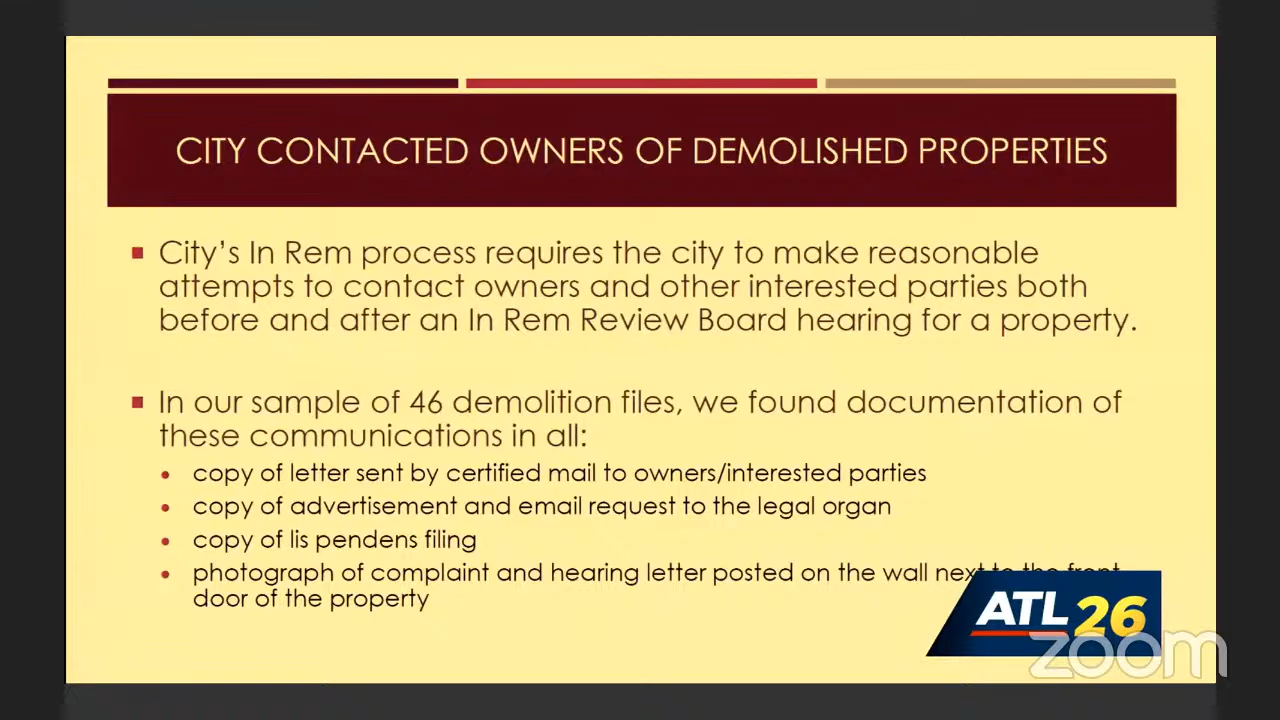 CITY CONTACTED OWNERS OF DEMOLISHED PROPERTIES
City's In Rem process requires the city to make reasonable
attempts to contact owners and other interested parties both
before and after an In Rem Review Board hearing for a property.
In our sample of 46 demolition files, we found documentation of
these communications in all:
copy of letter sent by certified mail to owners/interested parties
copy of advertisement and email request to the legal organ
copy of lis pendens filing
photograph of complaint and hearing letter posted on the wall next to the front
door of the property
ATL 26
zoom